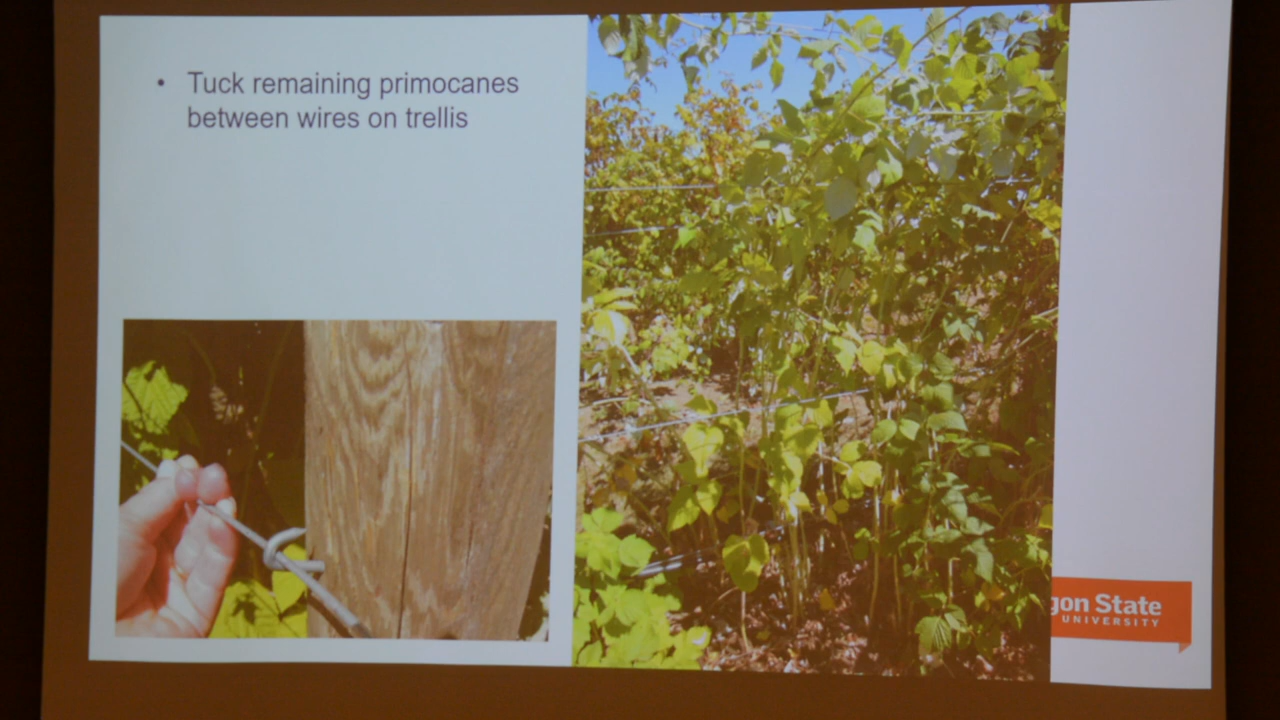 • Tuck remaining primocanes
between wires on trellis
gon State
UNIVERSITY